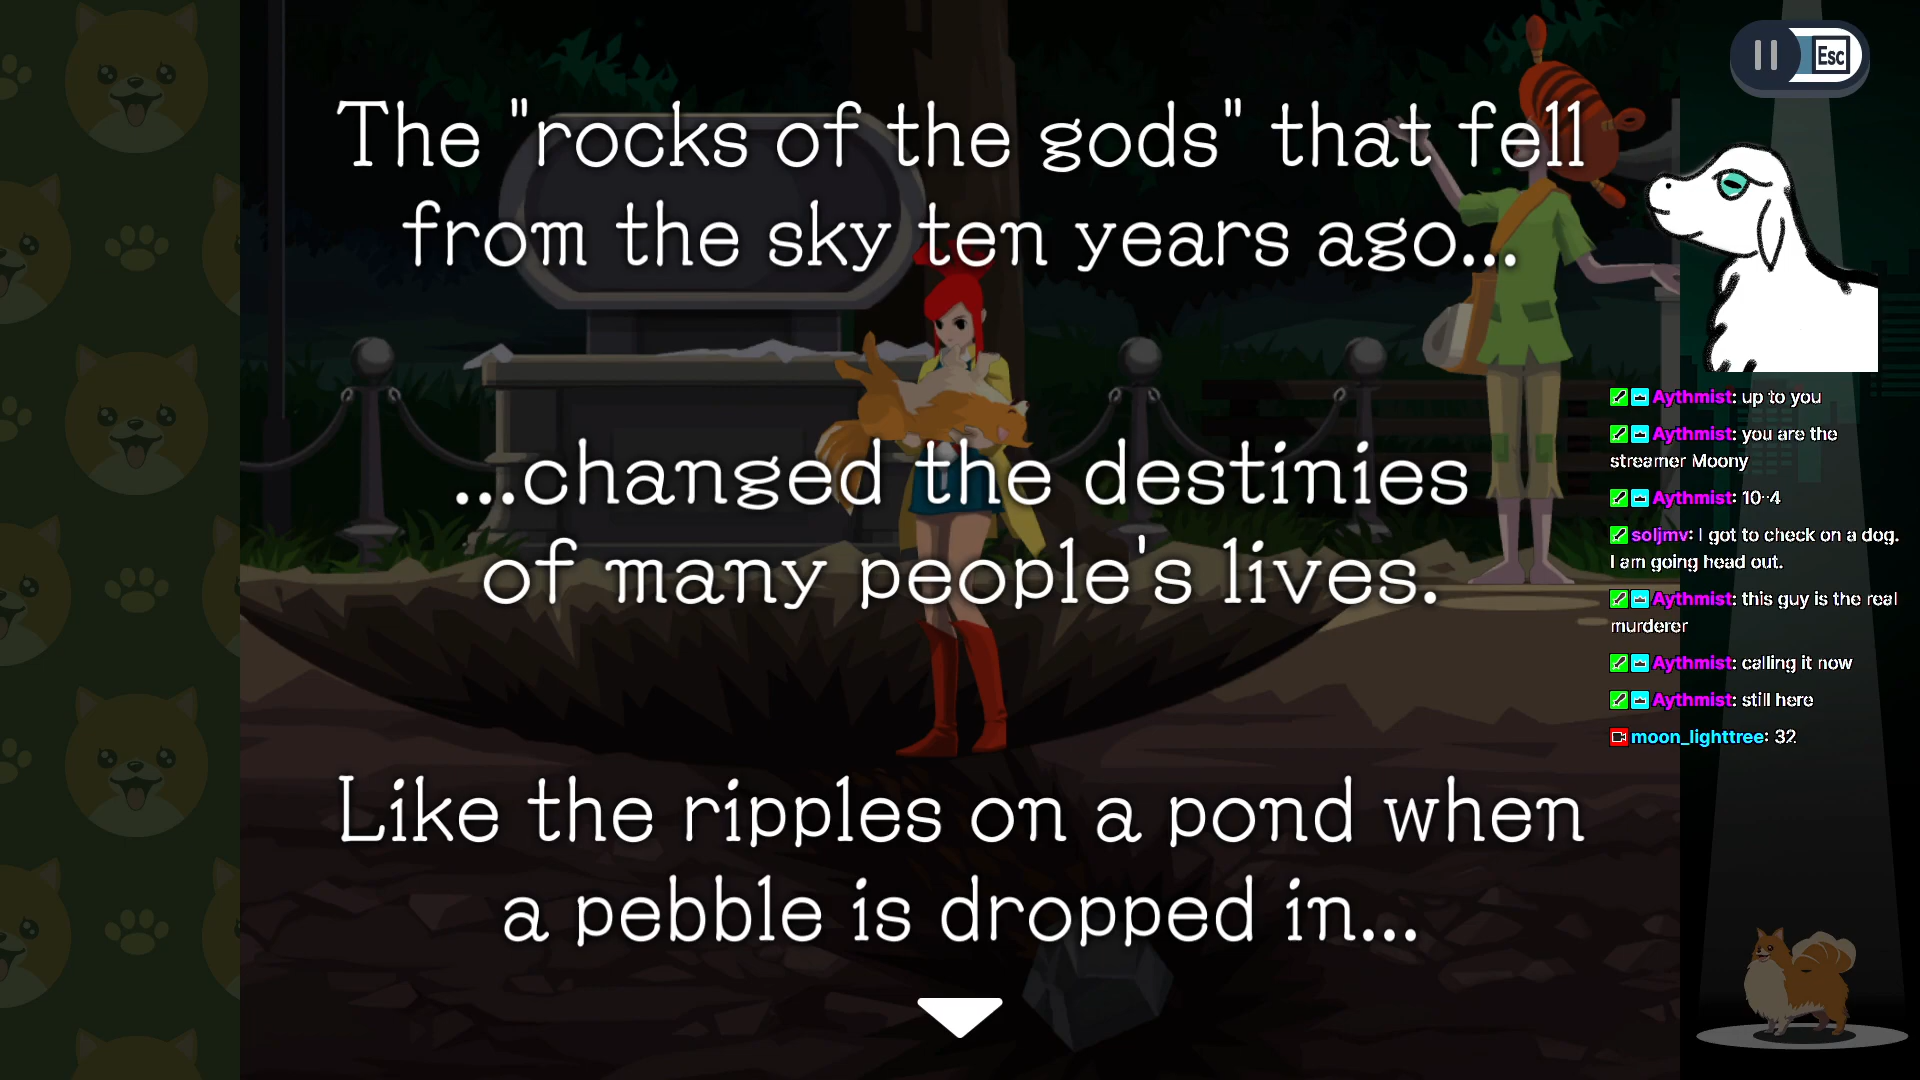 The "rocks of the gods" that fell
from the sky ten years ago...
...changed the destinies
of many people's lives.
Like the ripples on a pond when
a pebble is dropped in...
Esc
Aythmist: up to you
Aythmist: you are the
streamer Moony
Aythmist: 10-4
soljmv: I got to check on a dog.
I am going head out.
Aythmist: this guy is the real
murderer
Aythmist: calling it now
Aythmist: still here
moon_lighttree: 32